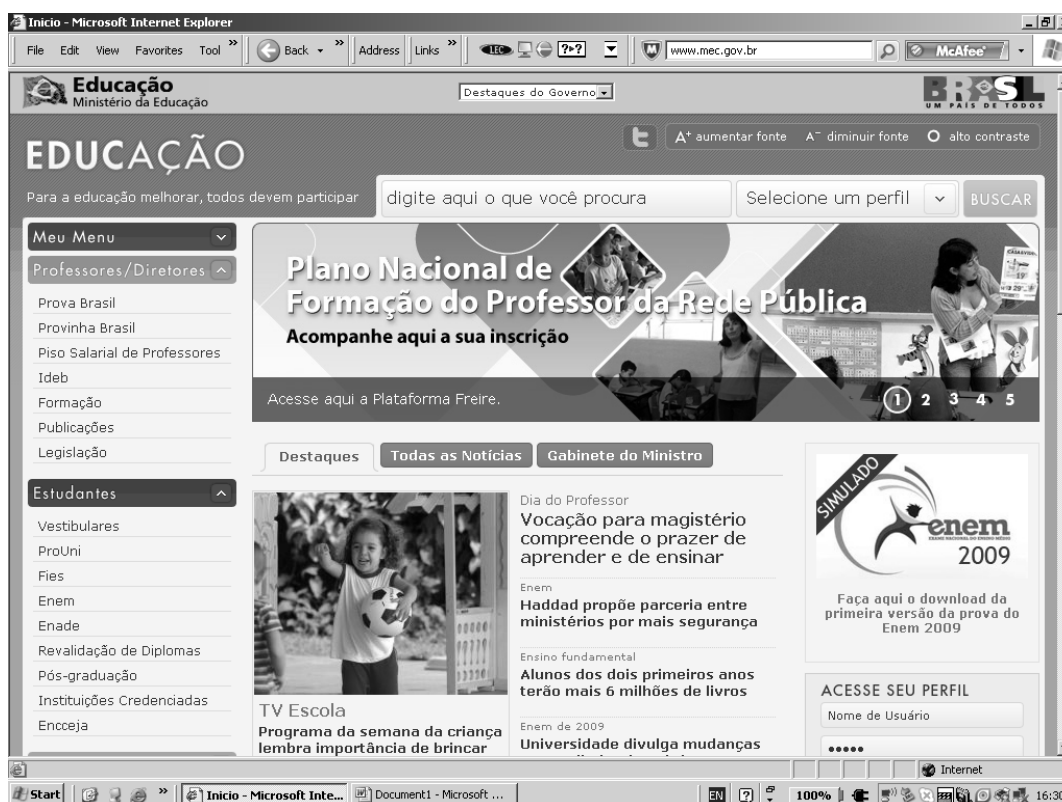 Inicio - Microsoft Internet Explorer
File Edit View Favorites Tool » Back » Address Links » LEC ?▸? www.mec.gov.br McAfee
Educação
Ministério da Educação
Destaques do Governo
BRASIL
UM PAÍS DE TODOS
EDUCAÇÃO
t A+ aumentar fonte A- diminuir fonte alto contraste
Para a educação melhorar, todos devem participar
digite aqui o que você procura Selecione um perfil BUSCAR
Meu Menu
Professores/Diretores
Prova Brasil
Provinha Brasil
Piso Salarial de Professores
Ideb
Formação
Publicações
Legislação
Estudantes
Vestibulares
ProUni
Fies
Enem
Enade
Revalidação de Diplomas
Pós-graduação
Instituições Credenciadas
Encceja
Plano Nacional de
Formação do Professor da Rede Pública
Acompanhe aqui a sua inscrição
Acesse aqui a Plataforma Freire.
1 2 3 4 5
Destaques Todas as Notícias Gabinete do Ministro
TV Escola
Programa da semana da criança
lembra importância de brincar
Dia do Professor
Vocação para magistério
compreende o prazer de
aprender e de ensinar
Enem
Haddad propõe parceria entre
ministérios por mais segurança
Ensino fundamental
Alunos dos dois primeiros anos
terão mais 6 milhões de livros
Enem de 2009
Universidade divulga mudanças
SIMULADO
enem
EXAME NACIONAL DO ENSINO MÉDIO
2009
Faça aqui o download da
primeira versão da prova do
Enem 2009
ACESSE SEU PERFIL
Nome de Usuário
•••••
Internet
Start » Inicio - Microsoft Inte... Document1 - Microsoft ... EN ? 100% 16:30